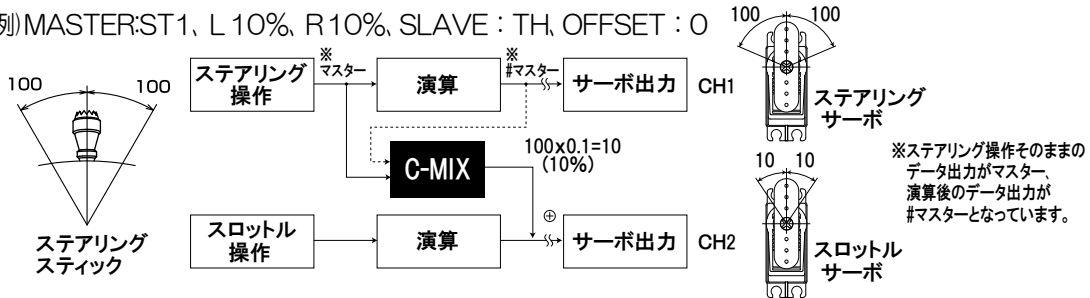 例)MASTER:ST1、L 10%、R 10%、SLAVE：TH、OFFSET：0
100 100
ステアリング
スティック
ステアリング
操作
※
マスター
演算
※
#マスター
サーボ出力
CH1
C-MIX
100x0.1=10
(10%)
スロットル
操作
演算
⊕
サーボ出力
CH2
100 100
ステアリング
サーボ
10 10
スロットル
サーボ
※ステアリング操作そのままの
データ出力がマスター、
演算後のデータ出力が
#マスターとなっています。